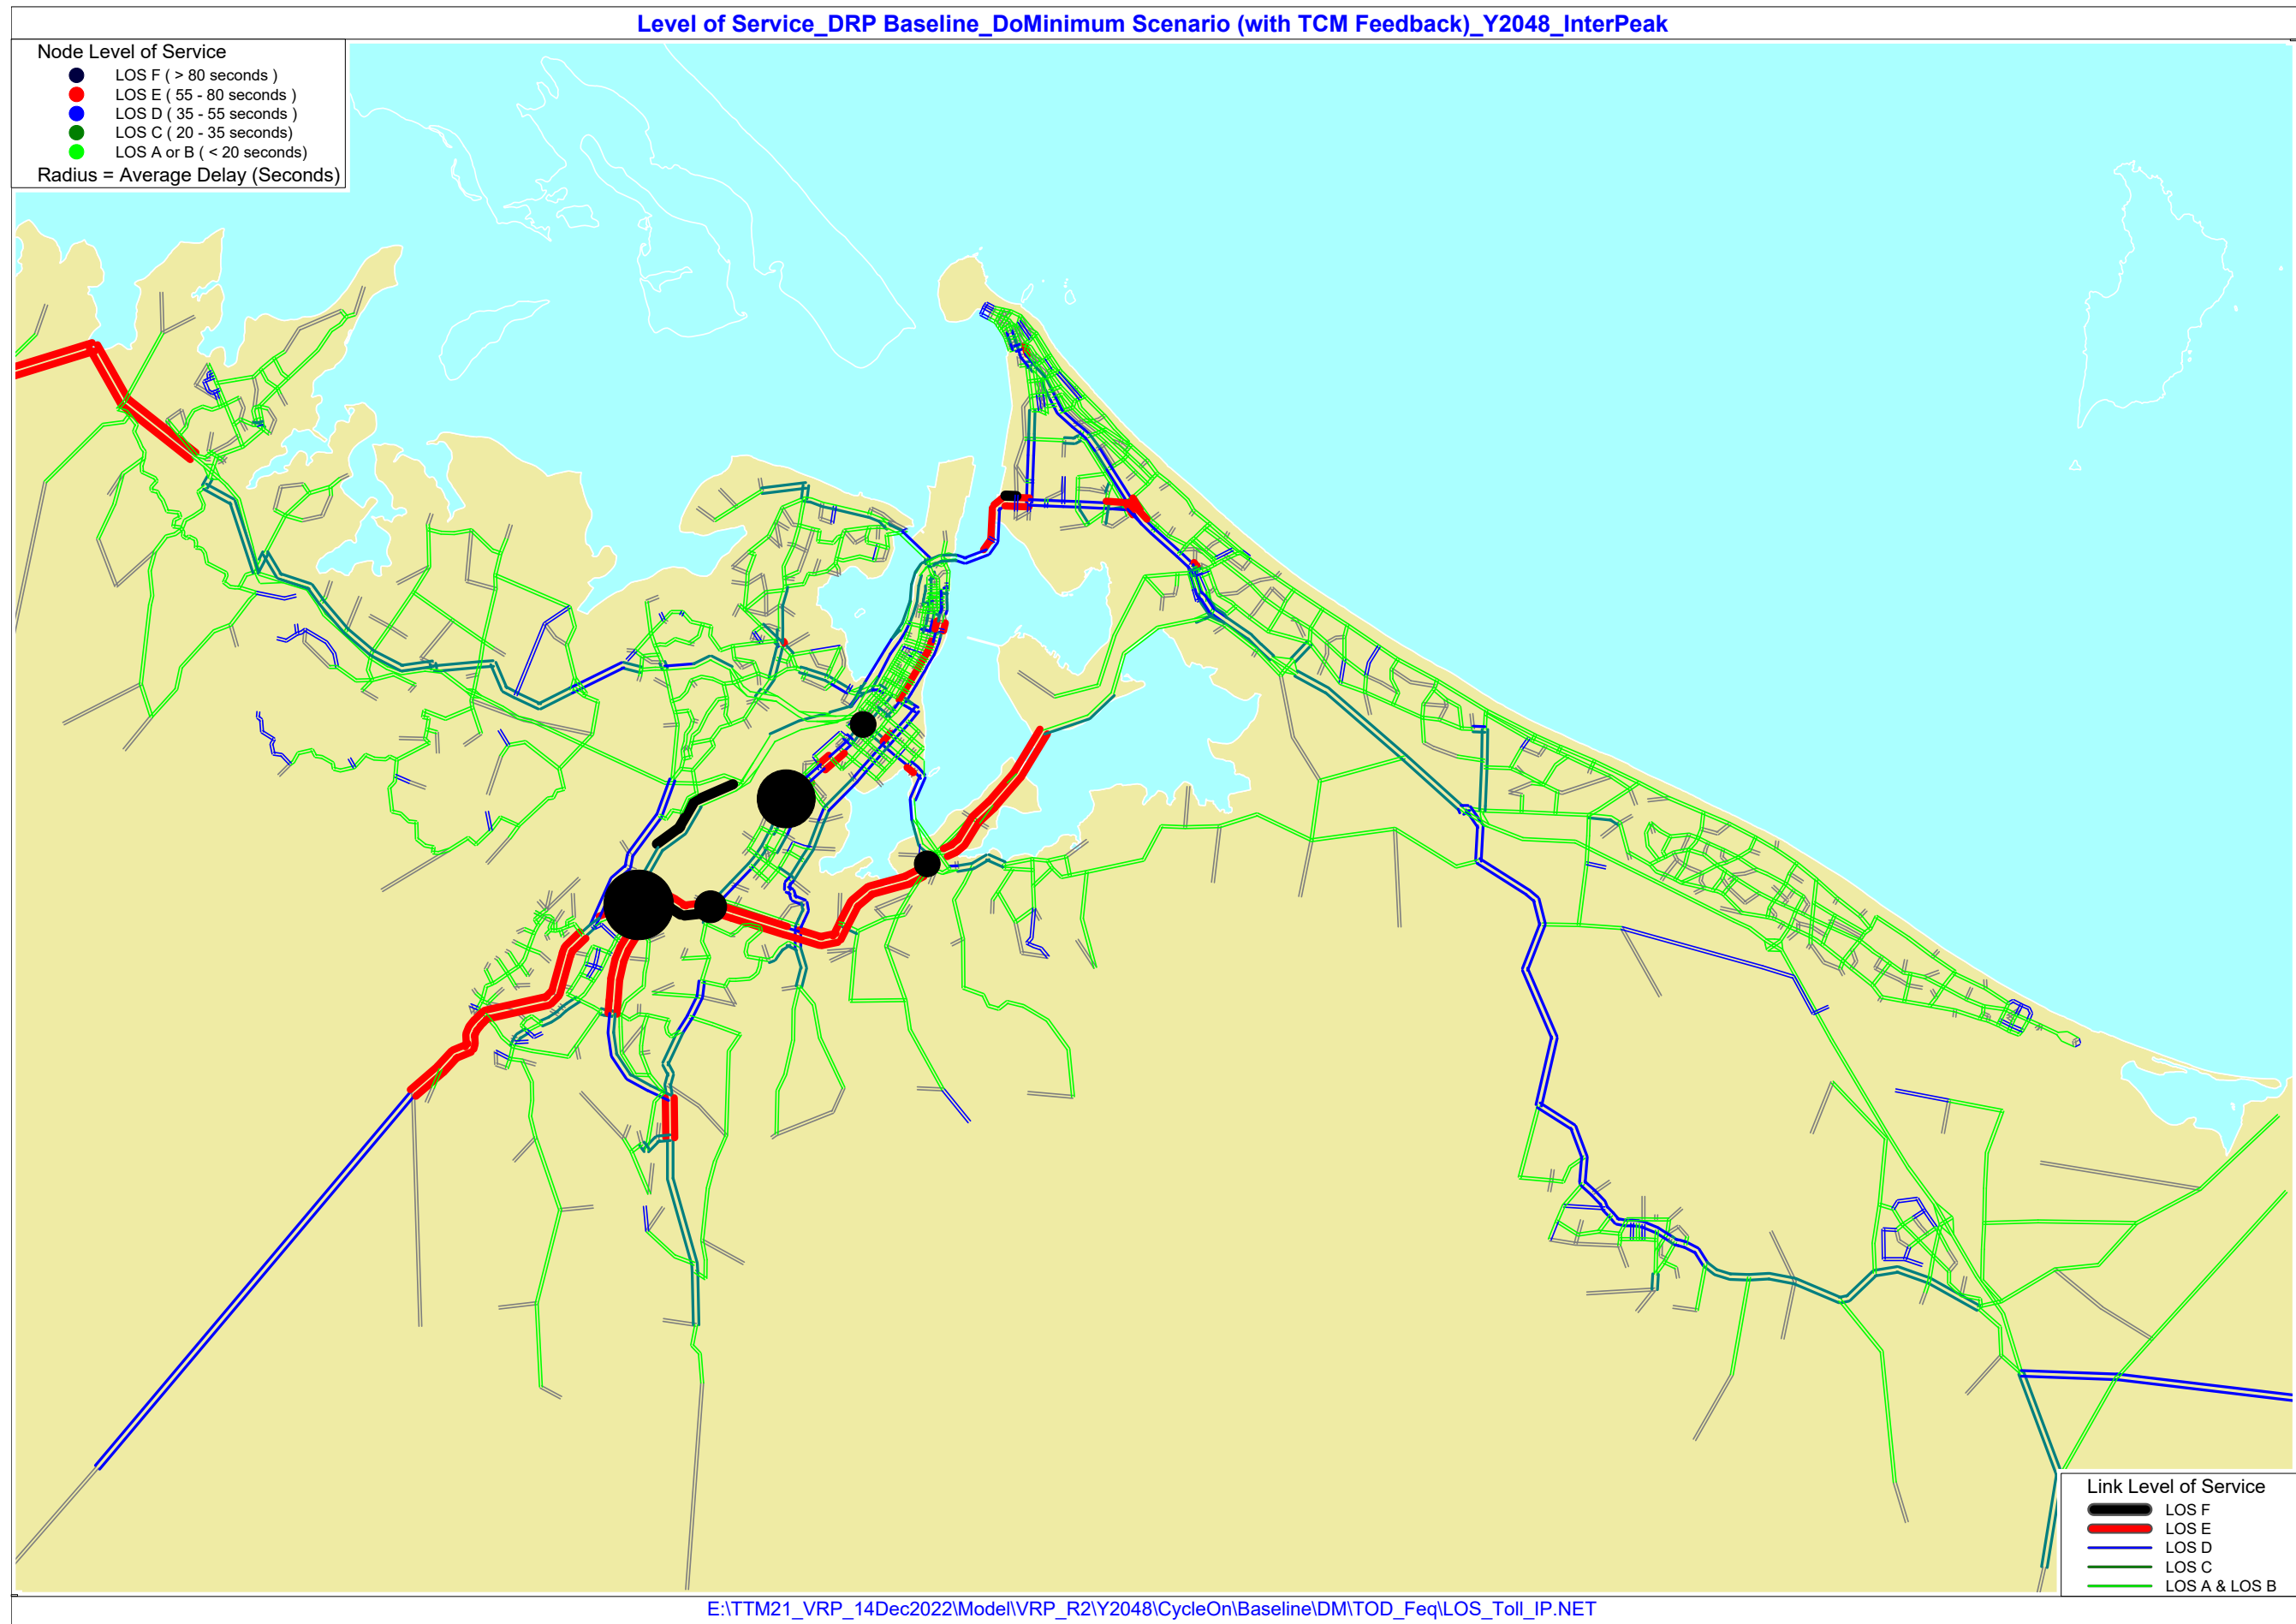 Level of Service_DRP Baseline_DoMinimum Scenario (with TCM Feedback)_Y2048_InterPeak
Node Level of Service
LOS F ( > 80 seconds )
LOS E ( 55 - 80 seconds )
LOS D ( 35 - 55 seconds )
LOS C ( 20 - 35 seconds)
LOS A or B ( < 20 seconds)
Radius = Average Delay (Seconds)
Link Level of Service
LOS F
LOS E
LOS D
LOS C
LOS A & LOS B
E:\TTM21_VRP_14Dec2022\Model\VRP_R2\Y2048\CycleOn\Baseline\DM\TOD_Feq\LOS_Toll_IP.NET